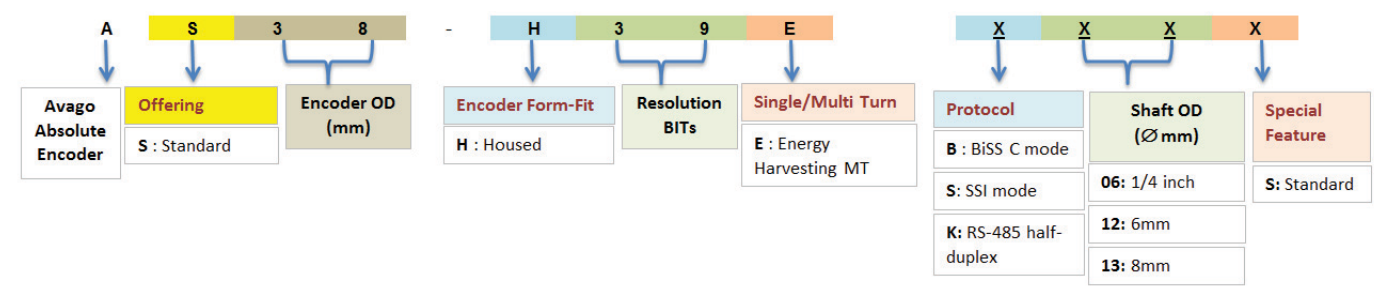 A S 3 8 - H 3 9 E X X X X
Avago
Absolute
Encoder
Offering
S : Standard
Encoder OD
(mm)
Encoder Form-Fit
H : Housed
Resolution
BITs
Single/Multi Turn
E : Energy
Harvesting MT
Protocol
B : BiSS C mode
S: SSI mode
K: RS-485 half-
duplex
Shaft OD
(∅ mm)
06: 1/4 inch
12: 6mm
13: 8mm
Special
Feature
S: Standard